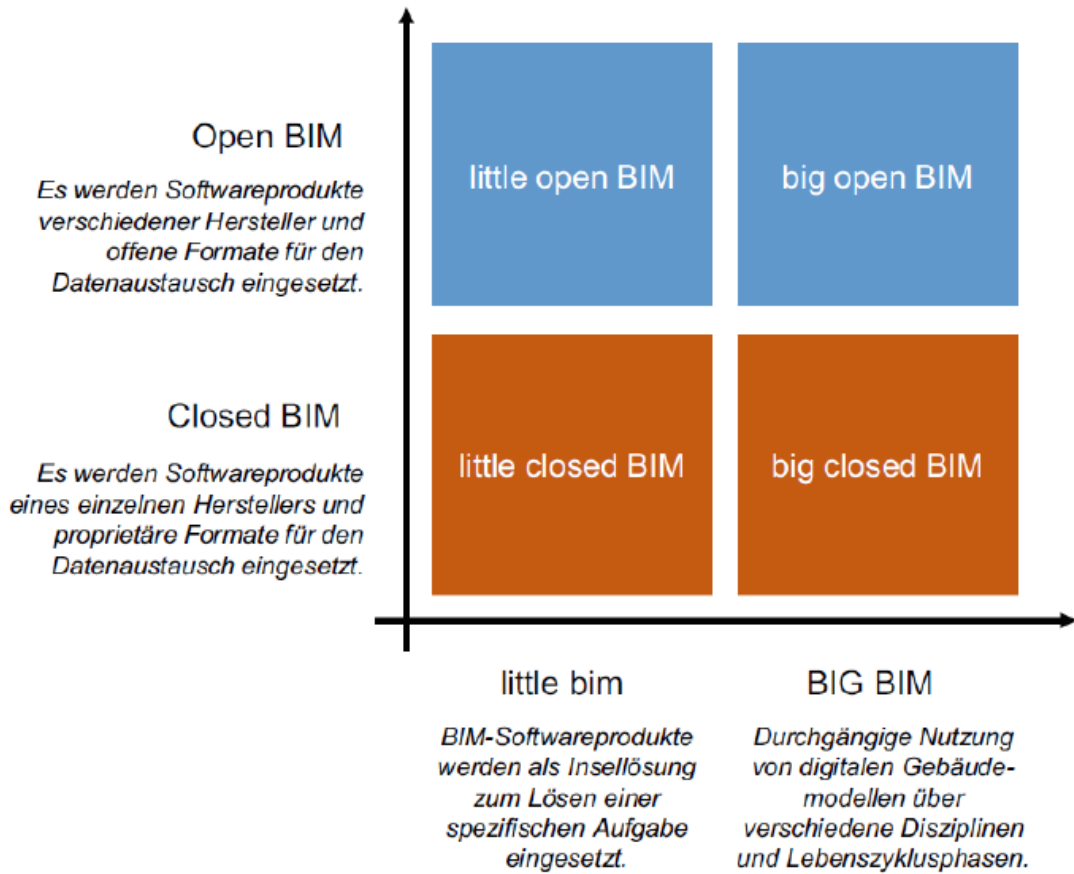 Open BIM
Es werden Softwareprodukte
verschiedener Hersteller und
offene Formate für den
Datenaustausch eingesetzt.
little open BIM
big open BIM
Closed BIM
Es werden Softwareprodukte
eines einzelnen Herstellers und
proprietäre Formate für den
Datenaustausch eingesetzt.
little closed BIM
big closed BIM
little bim
BIM-Softwareprodukte
werden als Insellösung
zum Lösen einer
spezifischen Aufgabe
eingesetzt.
BIG BIM
Durchgängige Nutzung
von digitalen Gebäude-
modellen über
verschiedene Disziplinen
und Lebenszyklusphasen.